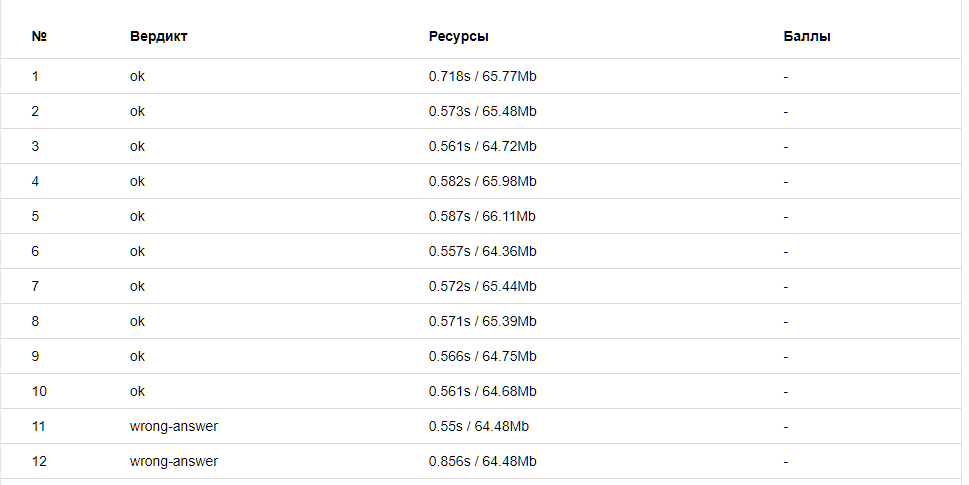 № Вердикт Ресурсы Баллы
1 ok 0.718s / 65.77Mb -
2 ok 0.573s / 65.48Mb -
3 ok 0.561s / 64.72Mb -
4 ok 0.582s / 65.98Mb -
5 ok 0.587s / 66.11Mb -
6 ok 0.557s / 64.36Mb -
7 ok 0.572s / 65.44Mb -
8 ok 0.571s / 65.39Mb -
9 ok 0.566s / 64.75Mb -
10 ok 0.561s / 64.68Mb -
11 wrong-answer 0.55s / 64.48Mb -
12 wrong-answer 0.856s / 64.48Mb -